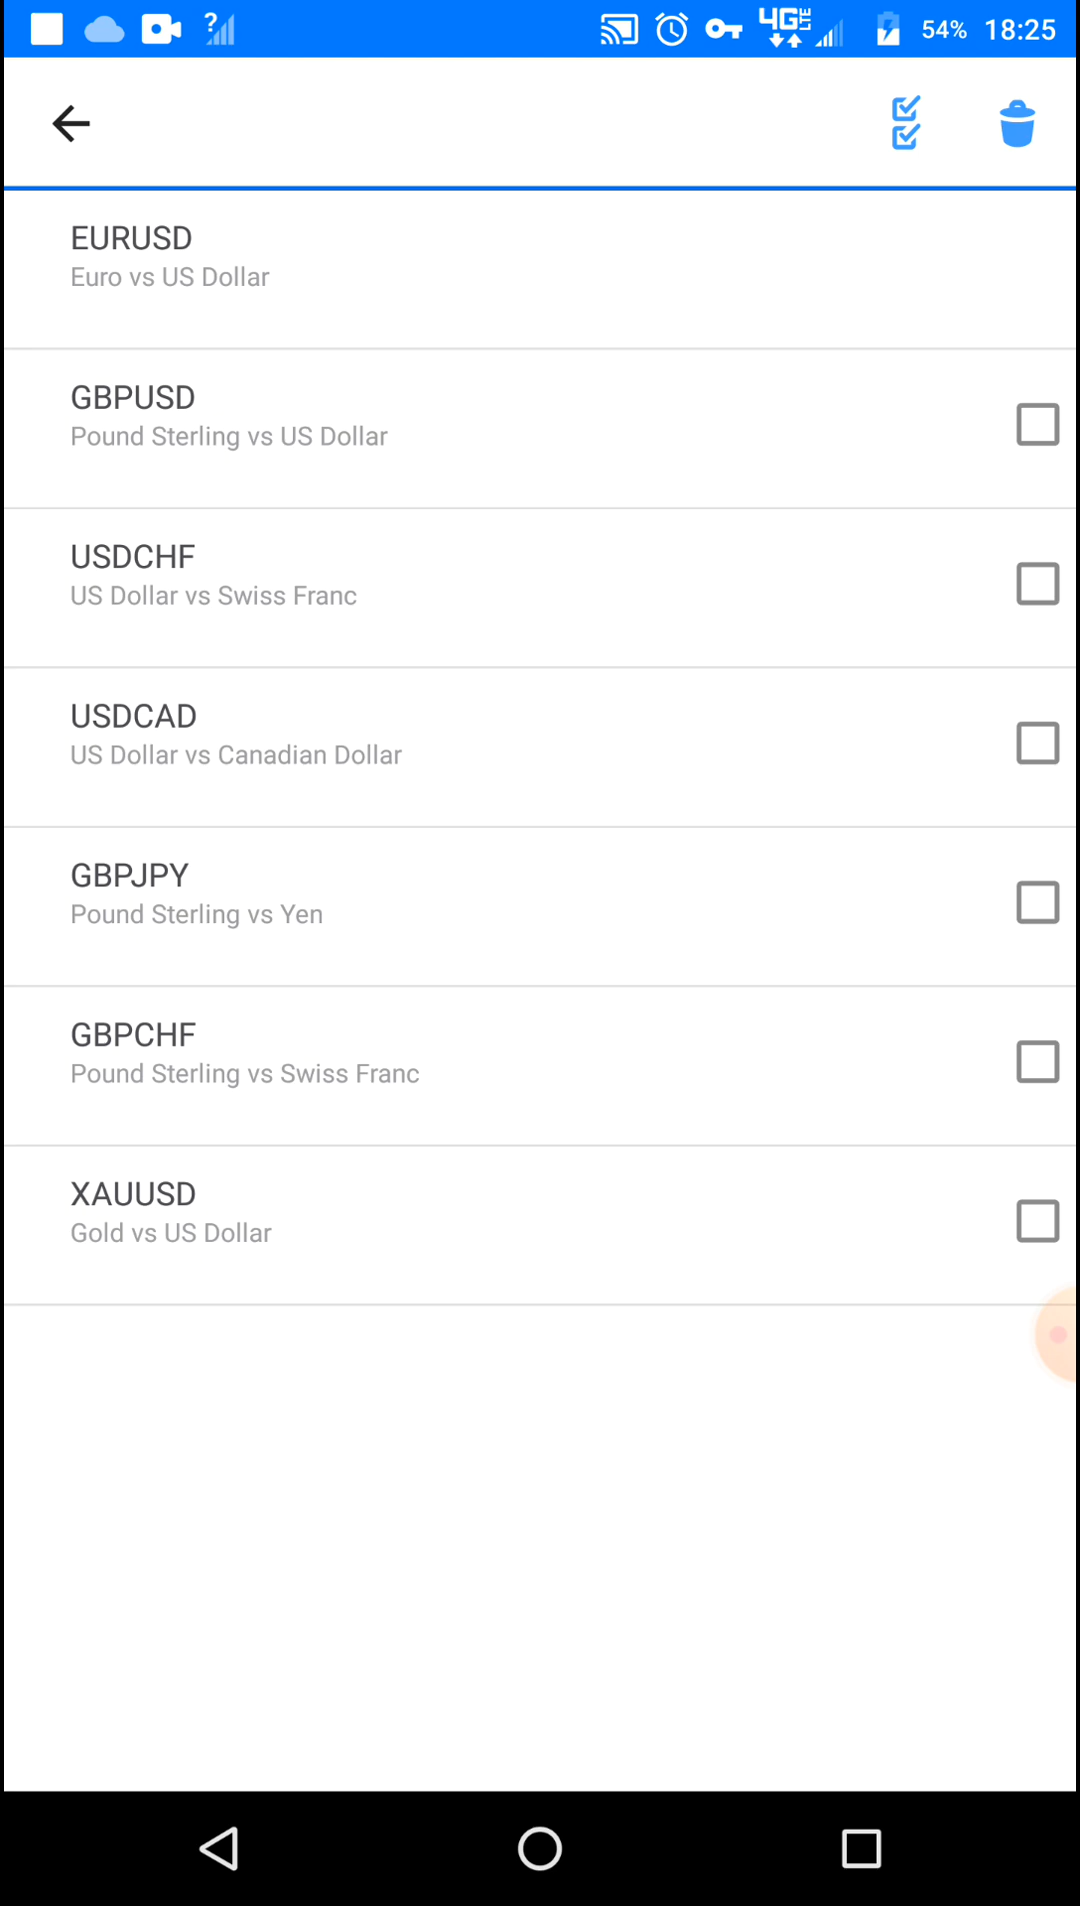 ? 4G LTE 54% 18:25
EURUSD
Euro vs US Dollar
GBPUSD
Pound Sterling vs US Dollar
USDCHF
US Dollar vs Swiss Franc
USDCAD
US Dollar vs Canadian Dollar
GBPJPY
Pound Sterling vs Yen
GBPCHF
Pound Sterling vs Swiss Franc
XAUUSD
Gold vs US Dollar